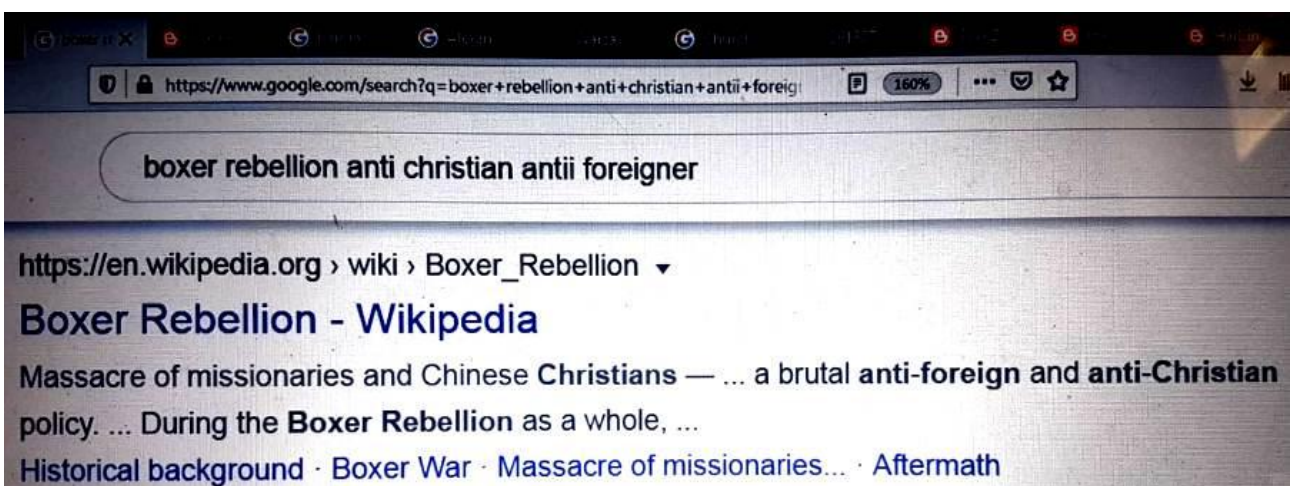 https://www.google.com/search?q=boxer+rebellion+anti+christian+antii+foreig
160%
boxer rebellion anti christian antii foreigner
https://en.wikipedia.org › wiki › Boxer_Rebellion
Boxer Rebellion - Wikipedia
Massacre of missionaries and Chinese Christians — ... a brutal anti-foreign and anti-Christian
policy. ... During the Boxer Rebellion as a whole, ...
Historical background · Boxer War · Massacre of missionaries... · Aftermath